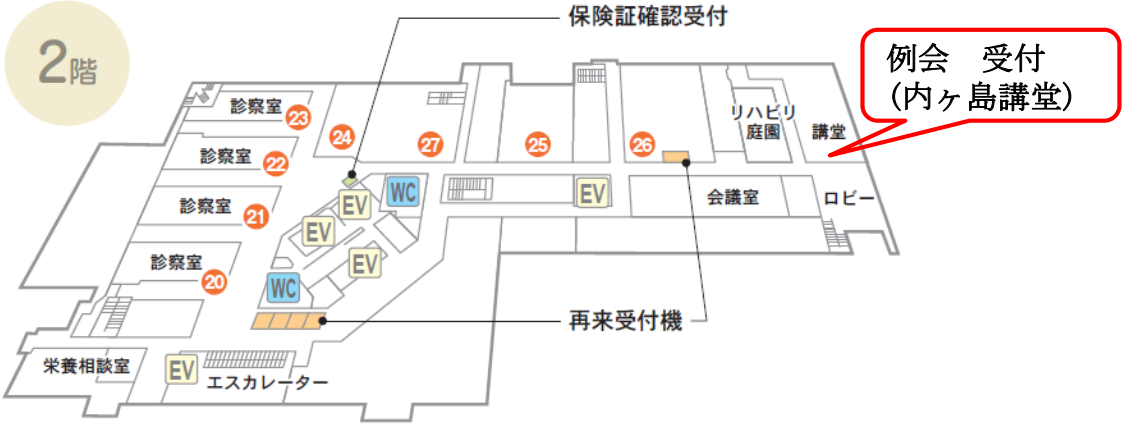 2階
保険証確認受付
例会　受付
（内ヶ島講堂）
診察室
23
24
27
25
26
リハビリ
庭園
講堂
診察室
22
WC
EV
EV
会議室
ロビー
診察室
21
EV
EV
診察室
20
WC
再来受付機
栄養相談室
EV
エスカレーター